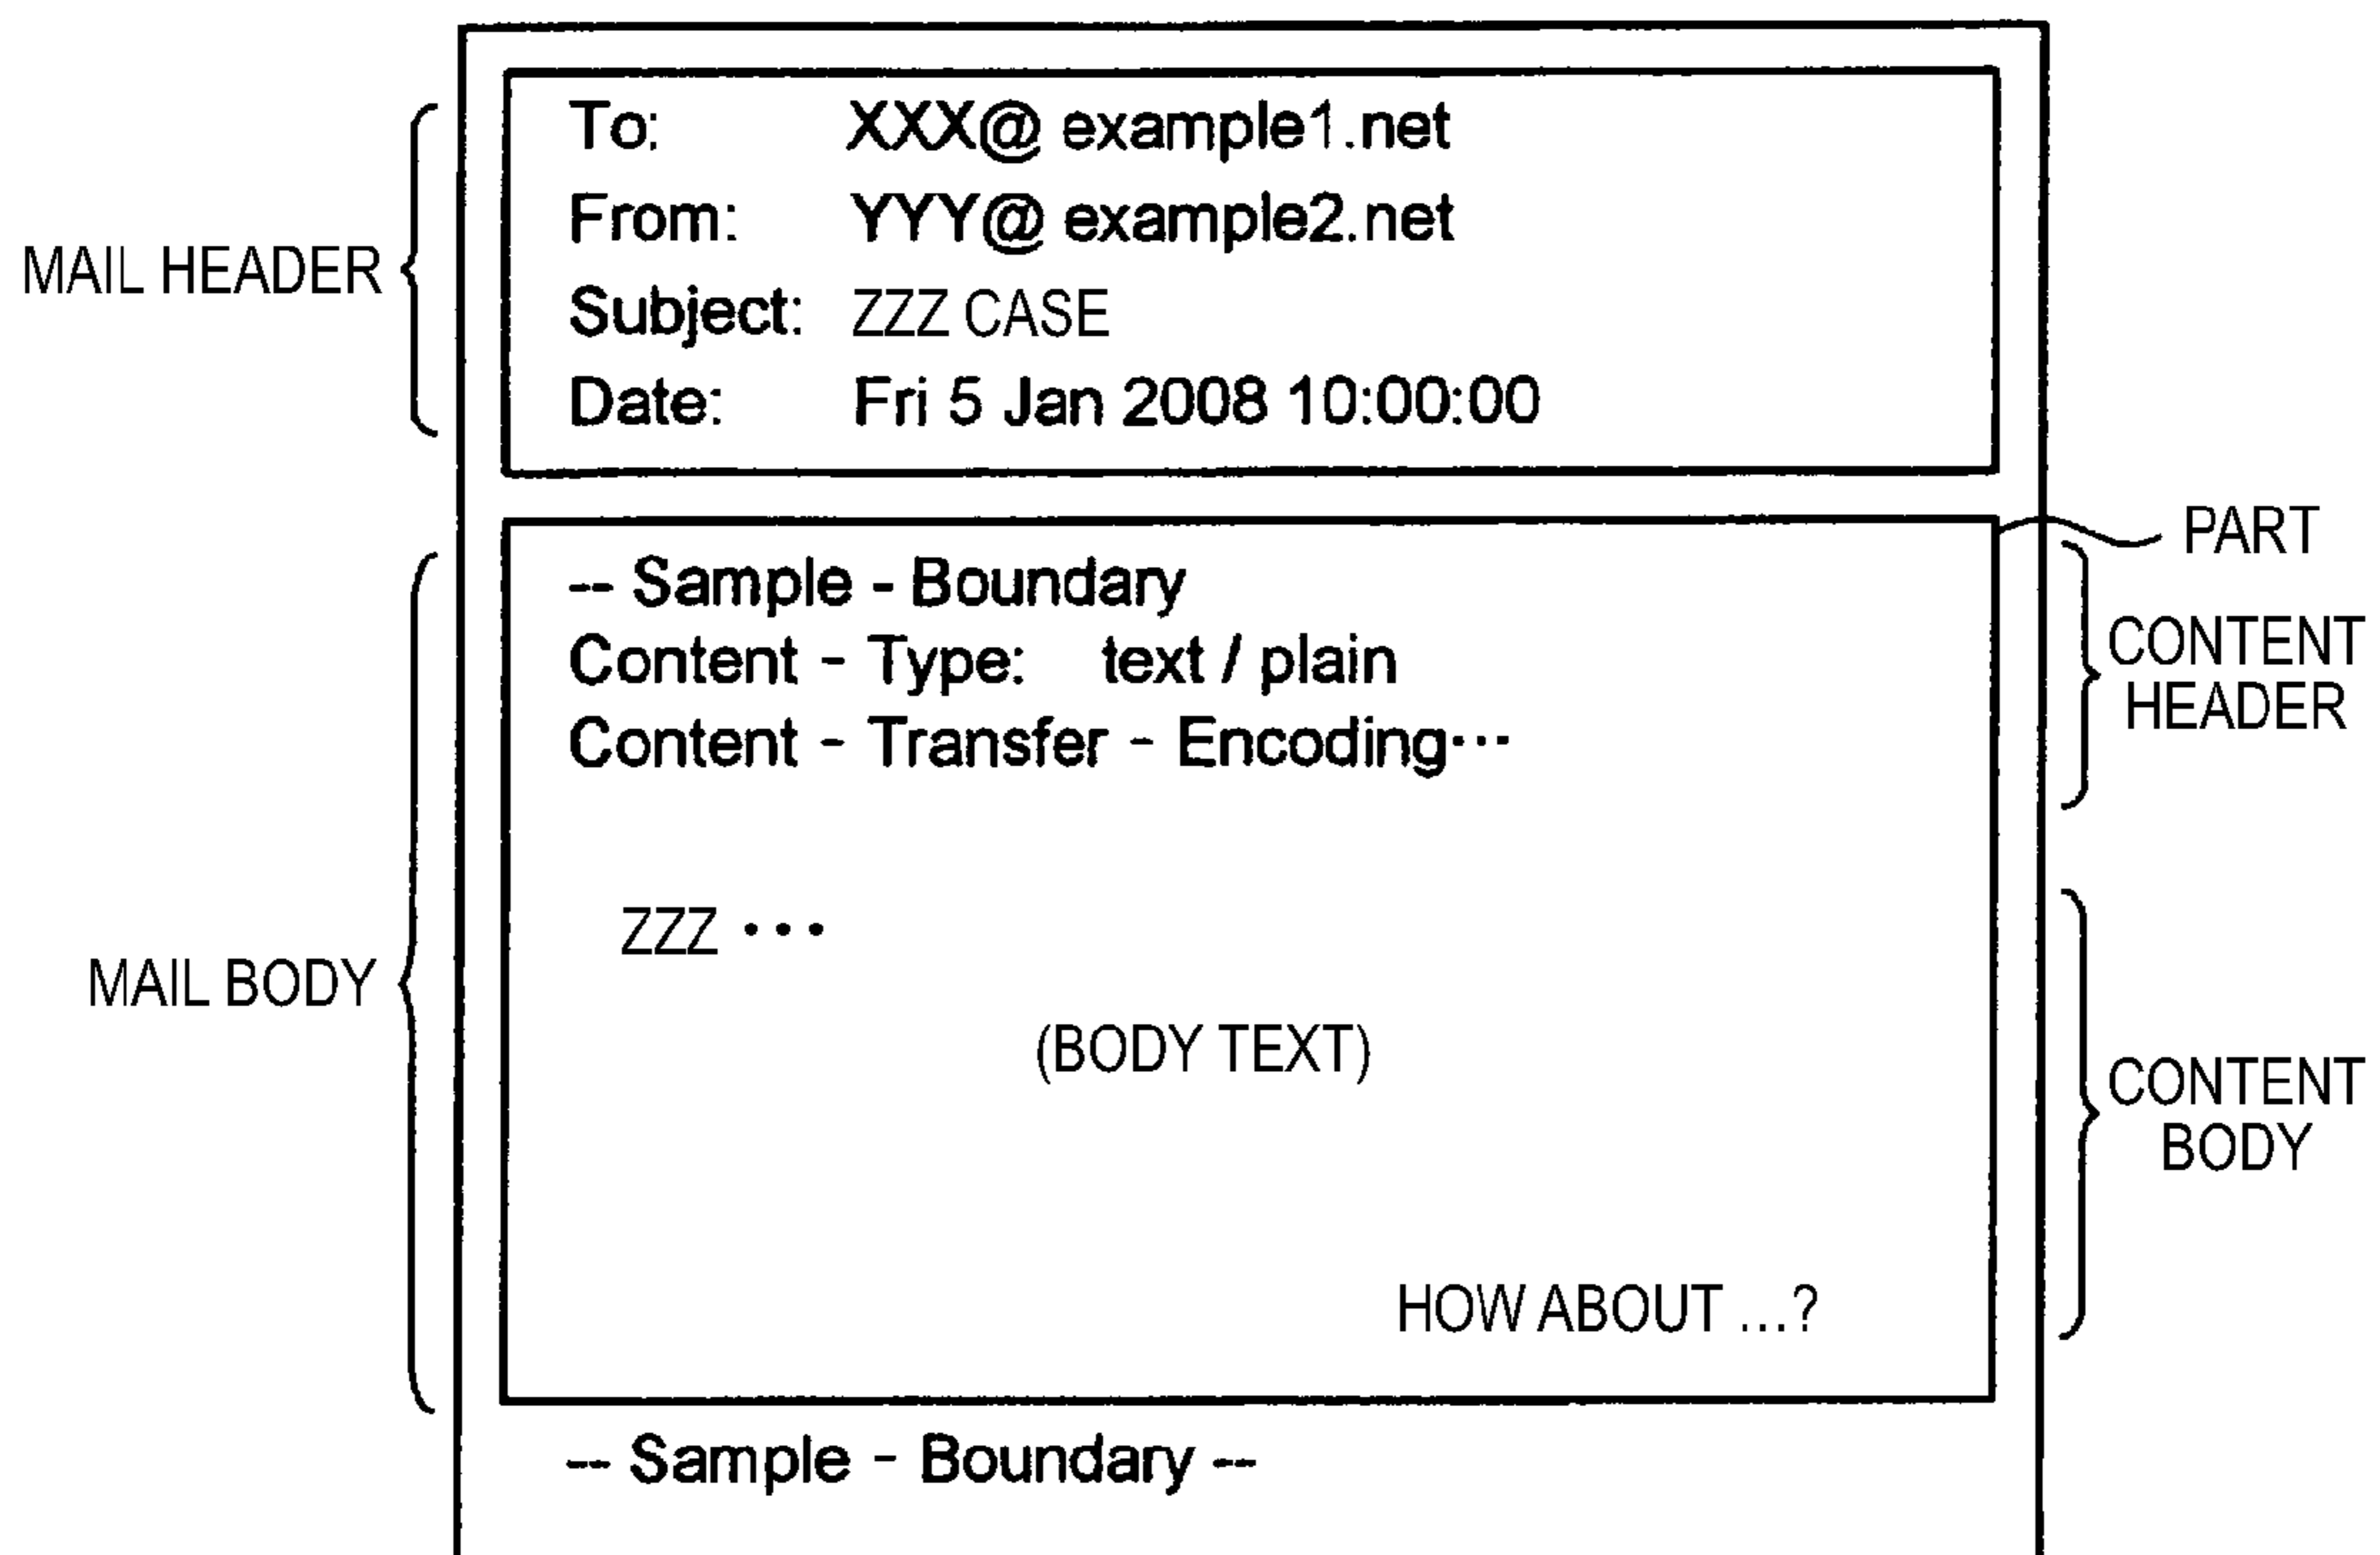 To: XXX@ example1.net
From: YYY@ example2.net
MAIL HEADER
Subject: ZZZ CASE
Date: Fri 5 Jan 2008 10:00:00
PART
-- Sample - Boundary
Content - Type: text / plain
CONTENT
HEADER
Content - Transfer - Encoding···
ZZZ ···
MAIL BODY
(BODY TEXT)
CONTENT
BODY
HOW ABOUT ...?
-- Sample - Boundary --